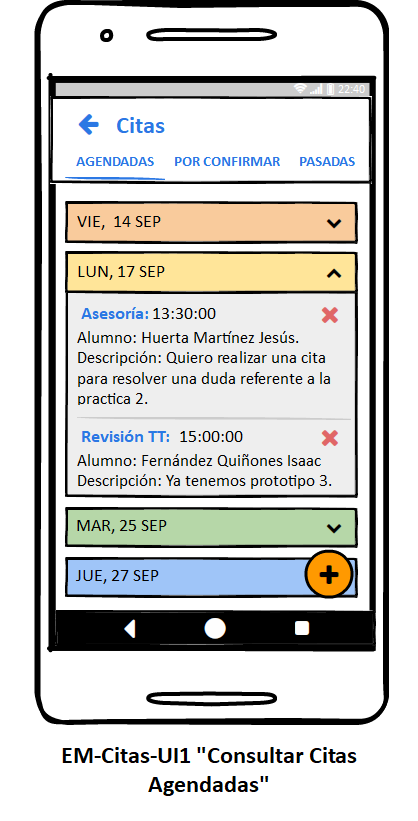 22:40
Citas
AGENDADAS POR CONFIRMAR PASADAS
VIE, 14 SEP
LUN, 17 SEP
Asesoría: 13:30:00
Alumno: Huerta Martínez Jesús.
Descripción: Quiero realizar una cita
para resolver una duda referente a la
practica 2.
Revisión TT: 15:00:00
Alumno: Fernández Quiñones Isaac
Descripción: Ya tenemos prototipo 3.
MAR, 25 SEP
JUE, 27 SEP
EM-Citas-UI1 "Consultar Citas
Agendadas"